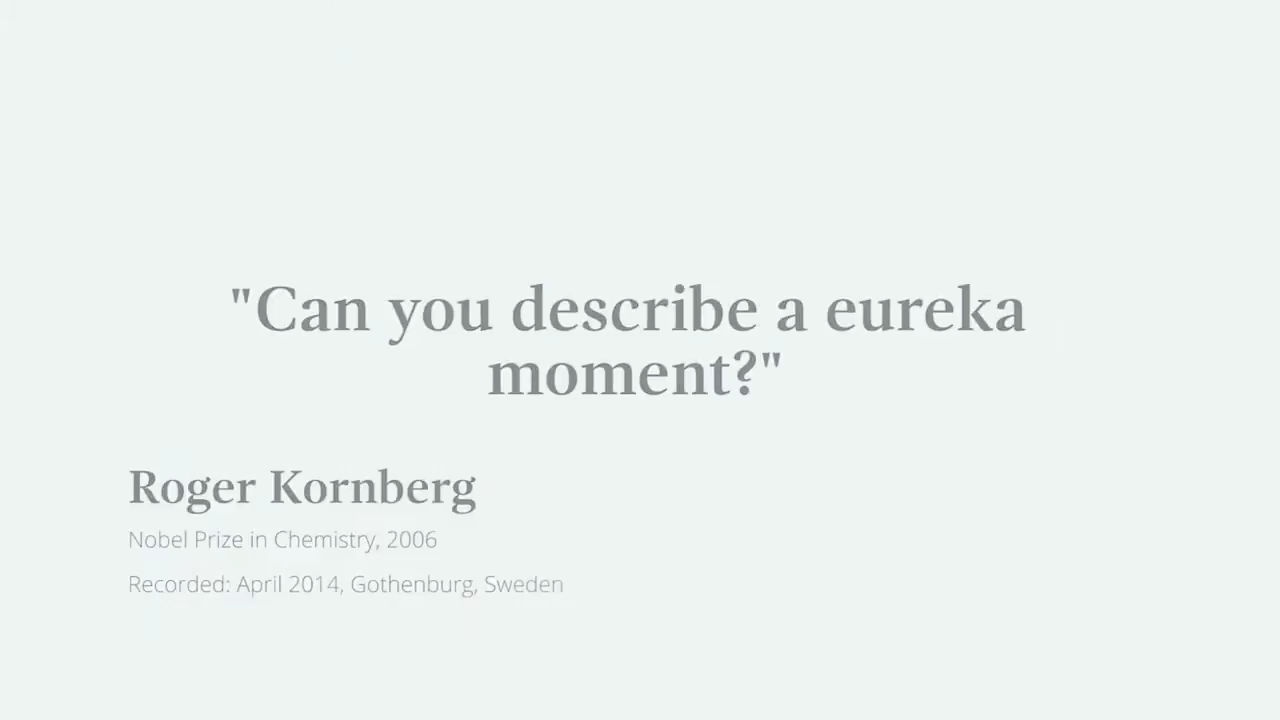 "Can you describe a eureka
moment?"
Roger Kornberg
Nobel Prize in Chemistry, 2006
Recorded: April 2014, Gothenburg, Sweden